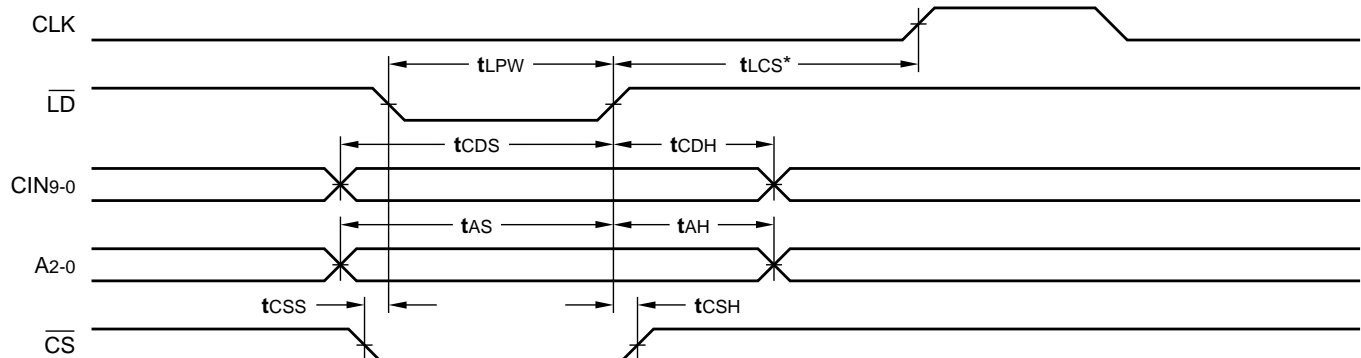 CLK
tLPW tLCS*
LD
tCDS tCDH
CIN9-0
tAS tAH
A2-0
tCSS tCSH
CS